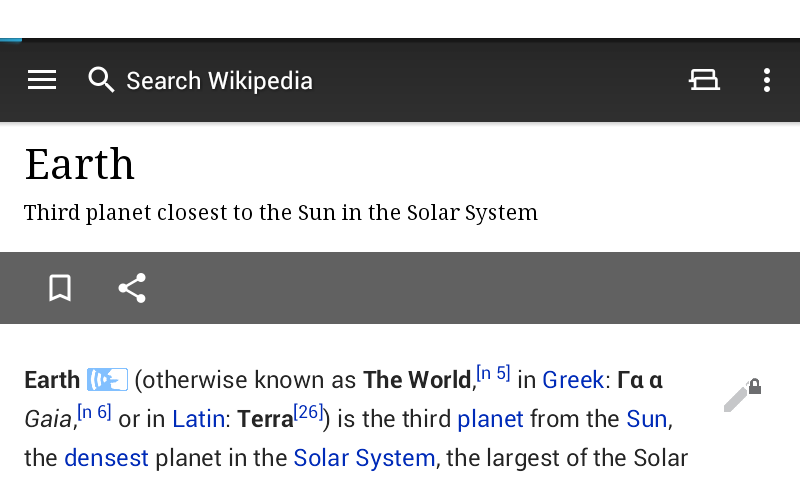 Search Wikipedia
Earth
Third planet closest to the Sun in the Solar System
Earth (otherwise known as The World,[n 5] in Greek: Γα α
Gaia,[n 6] or in Latin: Terra[26]) is the third planet from the Sun,
the densest planet in the Solar System, the largest of the Solar